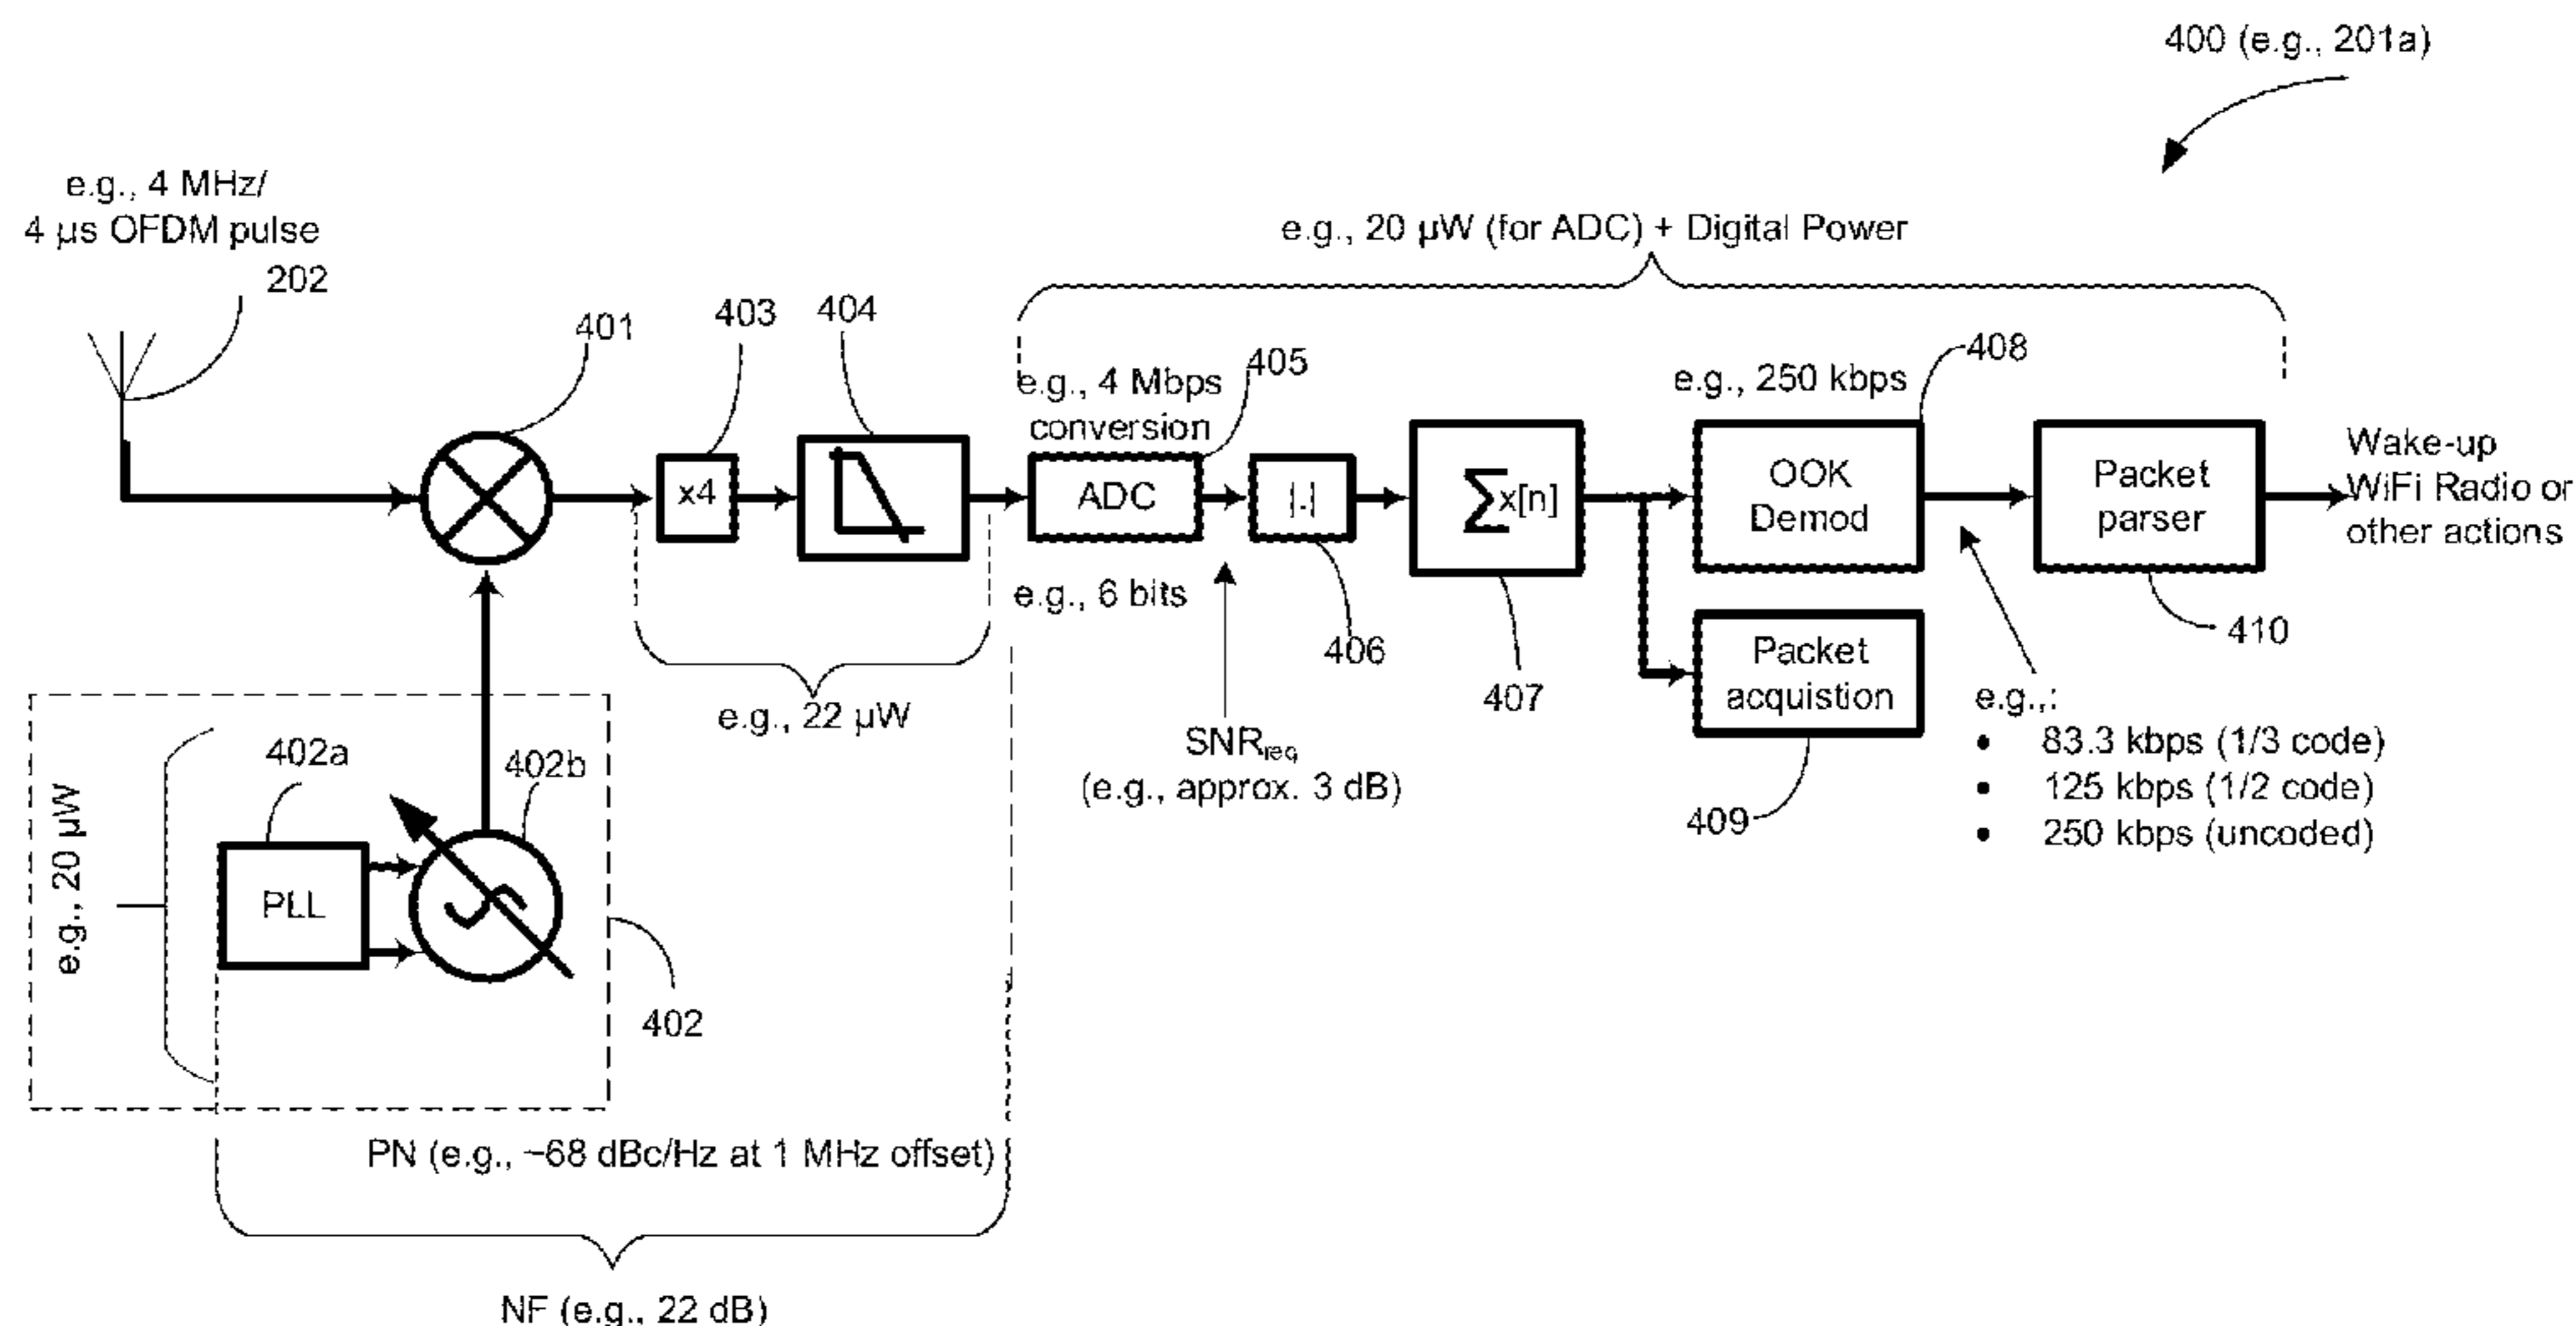 400 (e.g., 201a)
e.g., 4 MHz/
4 µs OFDM pulse
202
e.g., 20 µW (for ADC) + Digital Power
401
403
404
e.g., 4 Mbps
conversion
405
e.g., 250 kbps
408
x4
ADC
|.|
∑x[n]
OOK
Demod
Packet
parser
Wake-up
WiFi Radio or
other actions
e.g., 6 bits
406
407
Packet
acquistion
410
e.g., 22 µW
SNRreq
(e.g., approx. 3 dB)
409
e.g.,:
• 83.3 kbps (1/3 code)
• 125 kbps (1/2 code)
• 250 kbps (uncoded)
e.g., 20 µW
402a
402b
PLL
402
PN (e.g., ~68 dBc/Hz at 1 MHz offset)
NF (e.g., 22 dB)